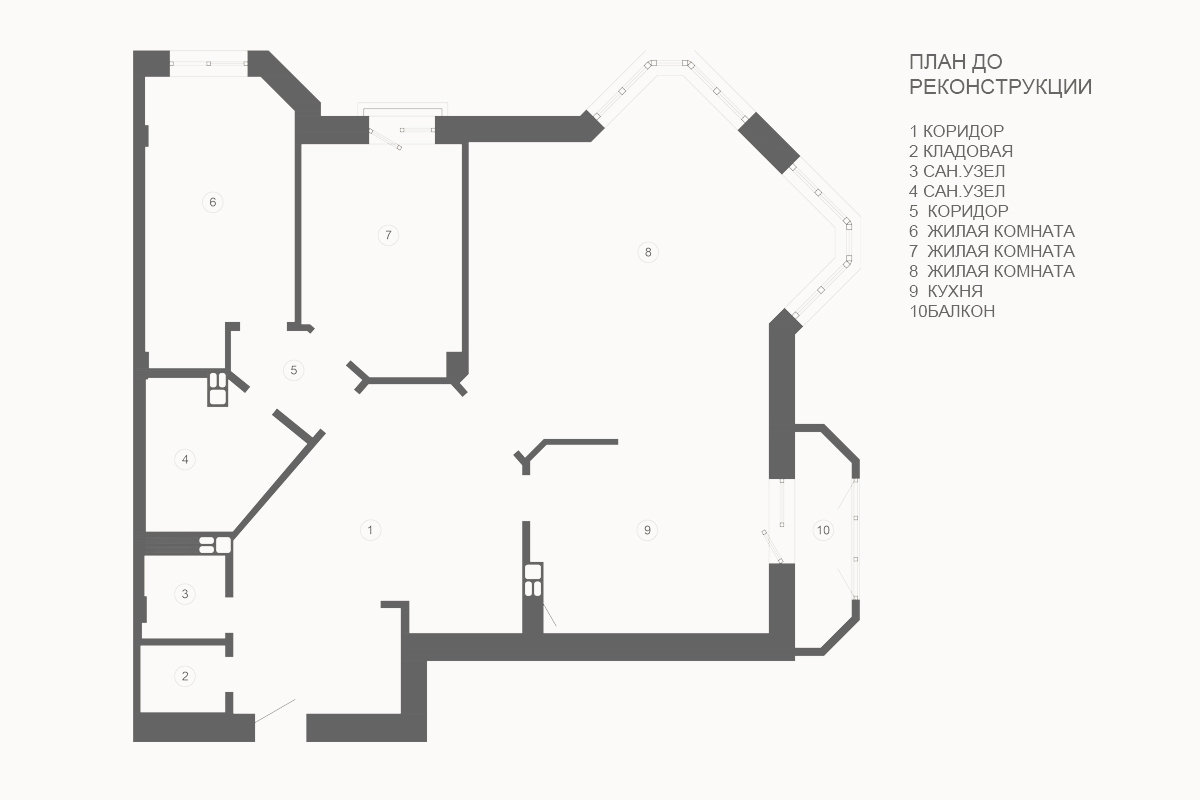 ПЛАН ДО
РЕКОНСТРУКЦИИ
1 КОРИДОР
2 КЛАДОВАЯ
3 САН.УЗЕЛ
4 САН.УЗЕЛ
5 КОРИДОР
6 ЖИЛАЯ КОМНАТА
7 ЖИЛАЯ КОМНАТА
8 ЖИЛАЯ КОМНАТА
9 КУХНЯ
10БАЛКОН
6
7
8
5
4
1
9
10
3
2